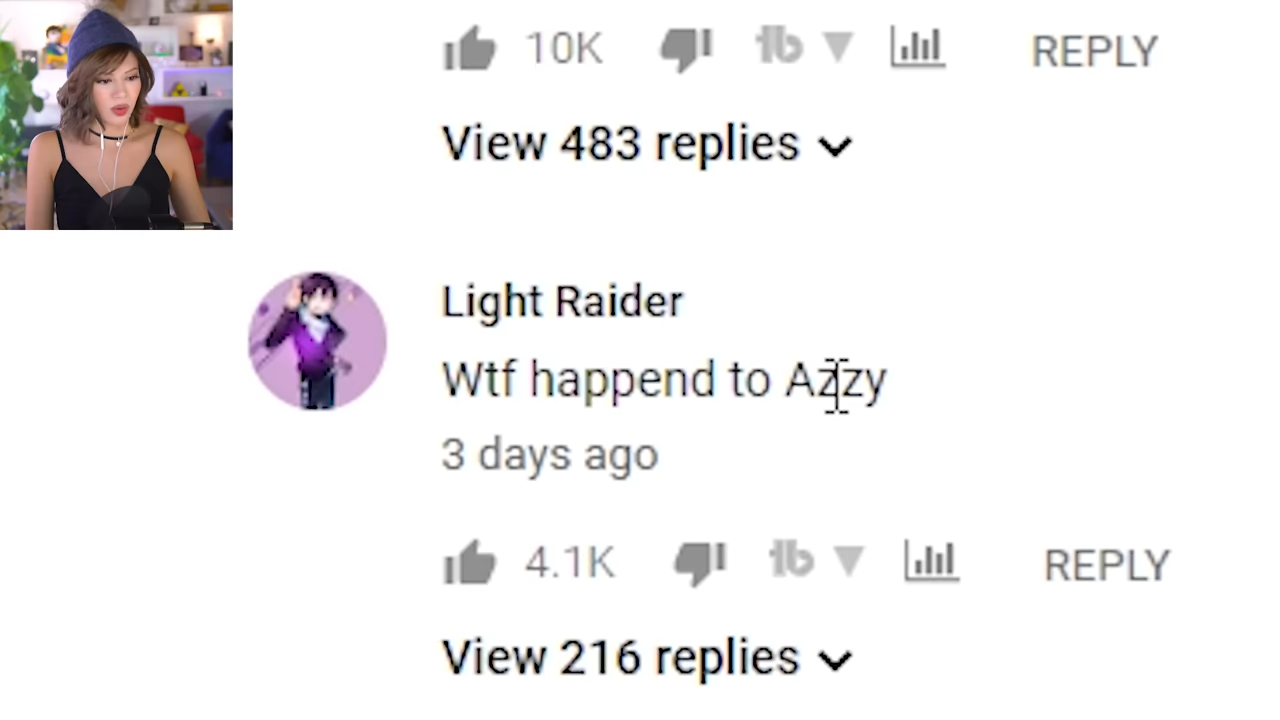 10K REPLY
View 483 replies
Light Raider
Wtf happend to Azzy
3 days ago
4.1K REPLY
View 216 replies